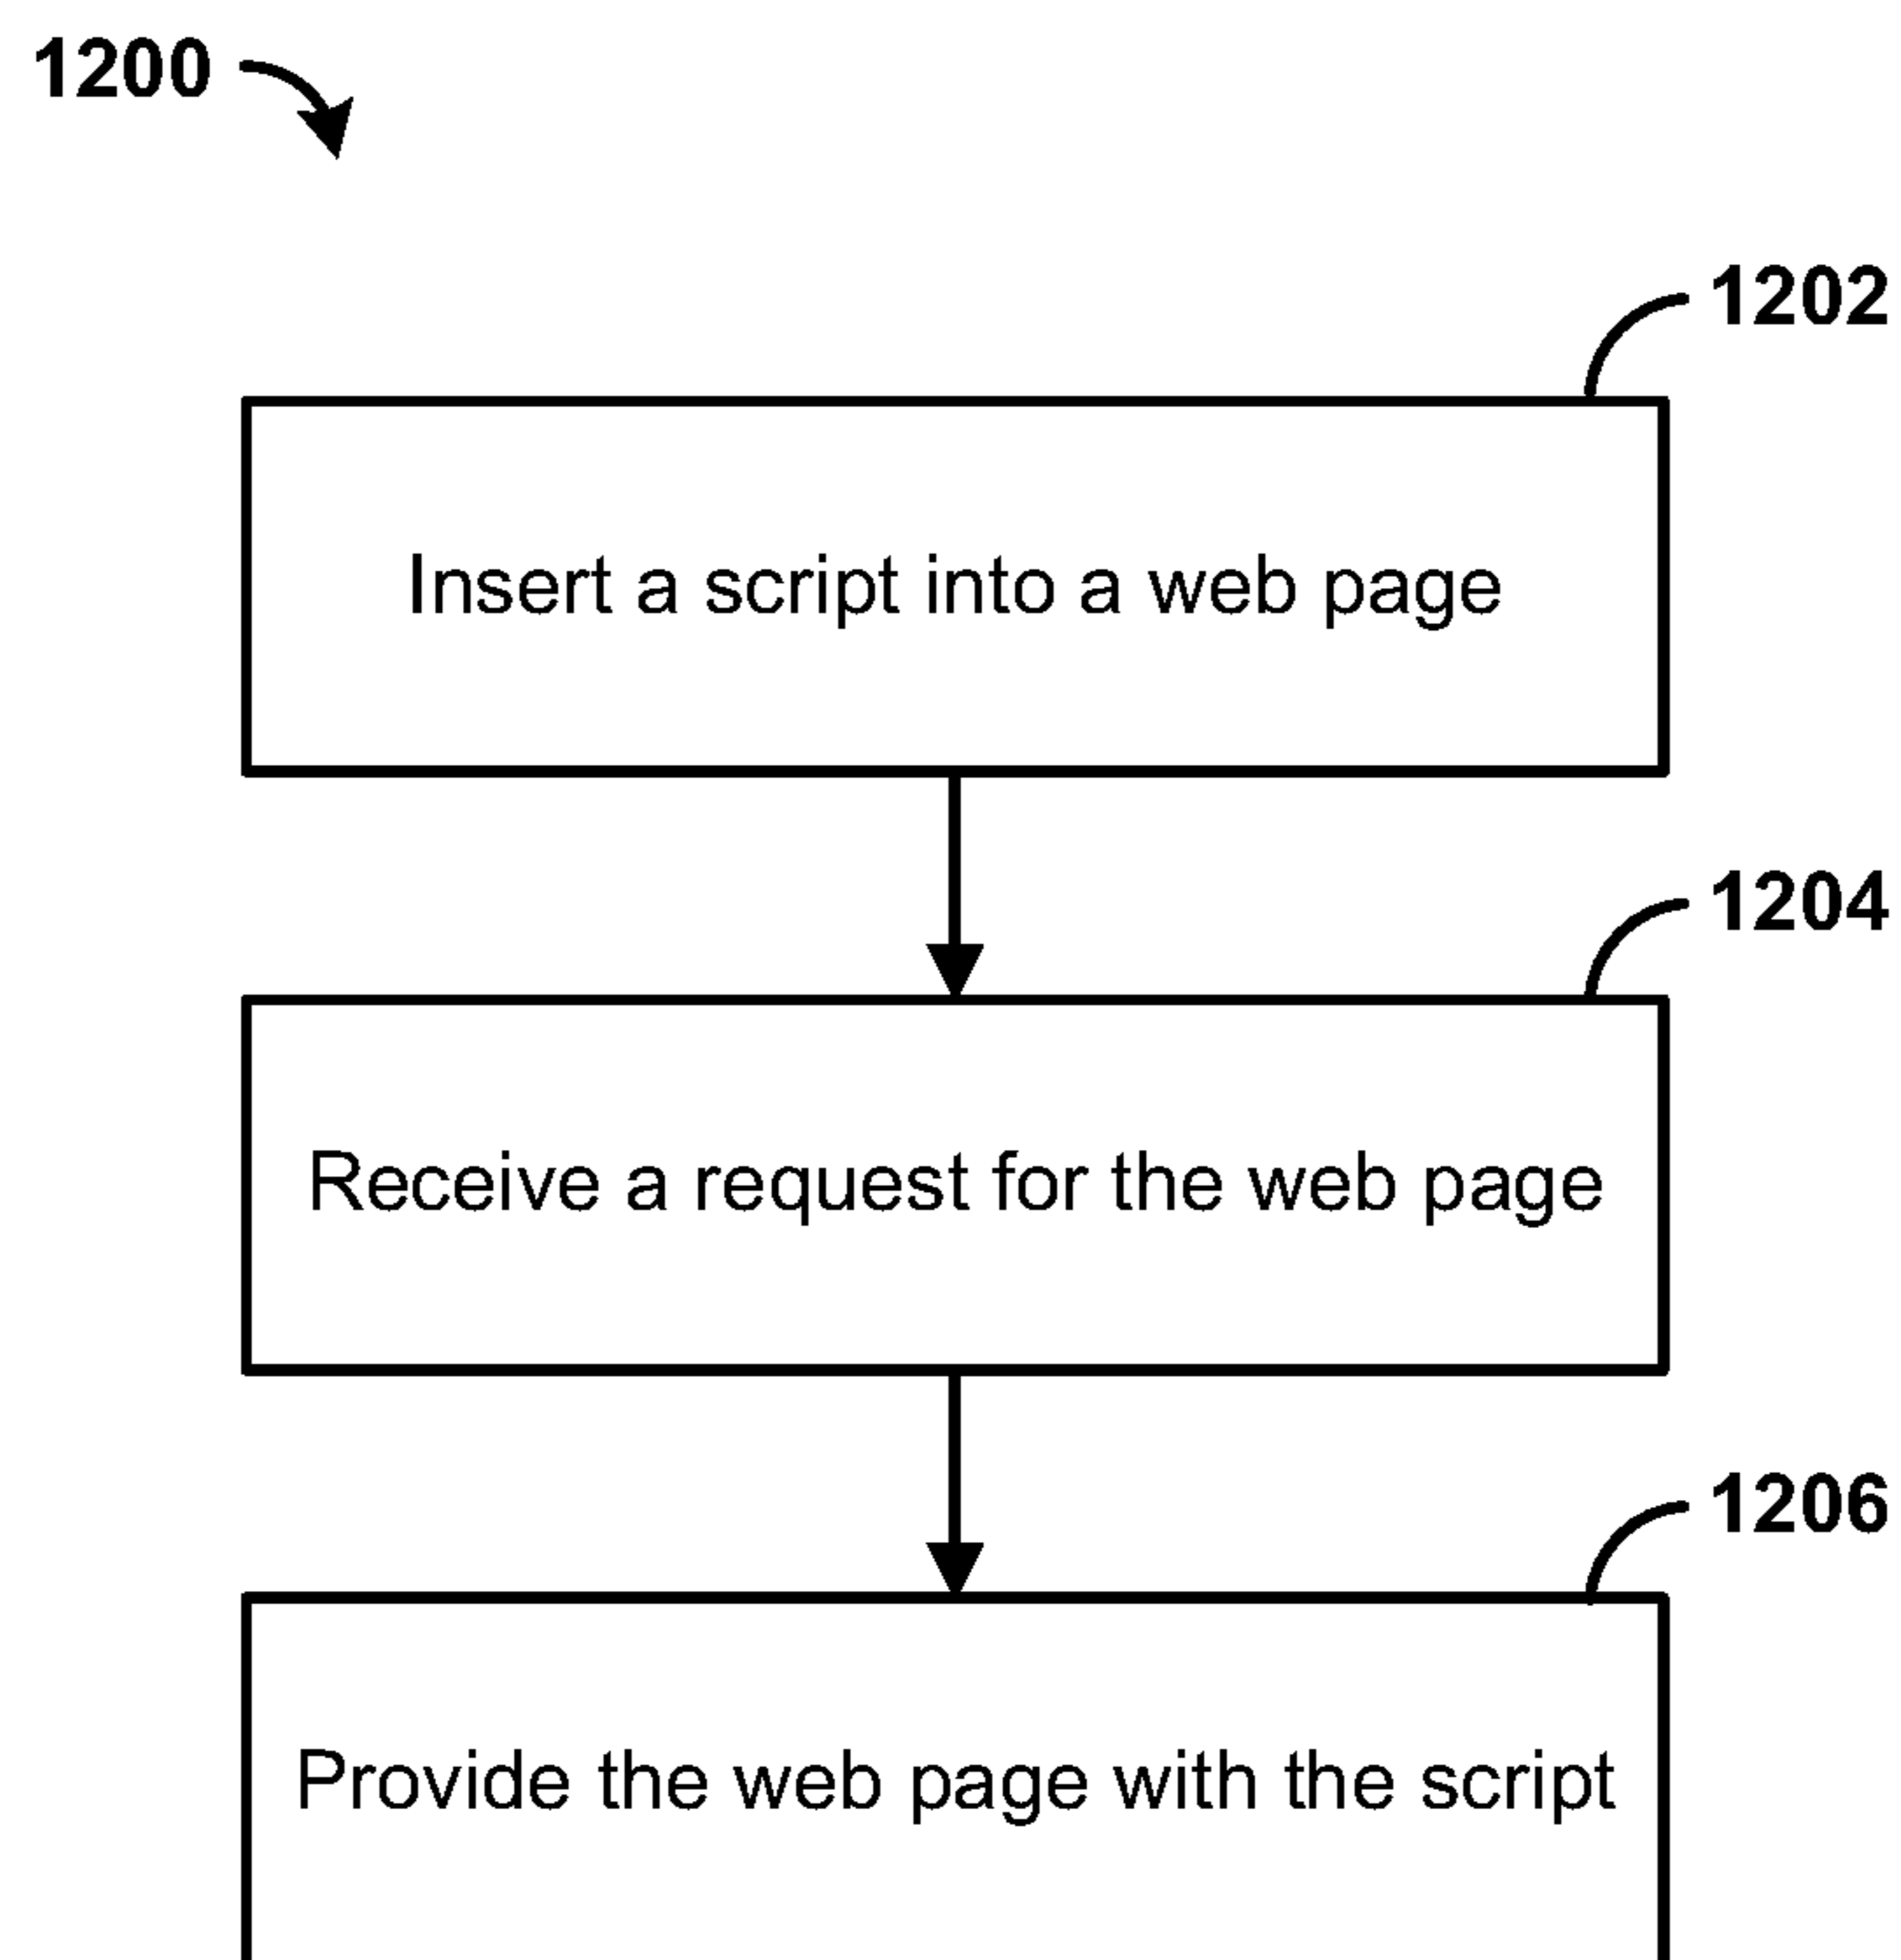 1200
1202
Insert a script into a web page
1204
Receive a request for the web page
1206
Provide the web page with the script